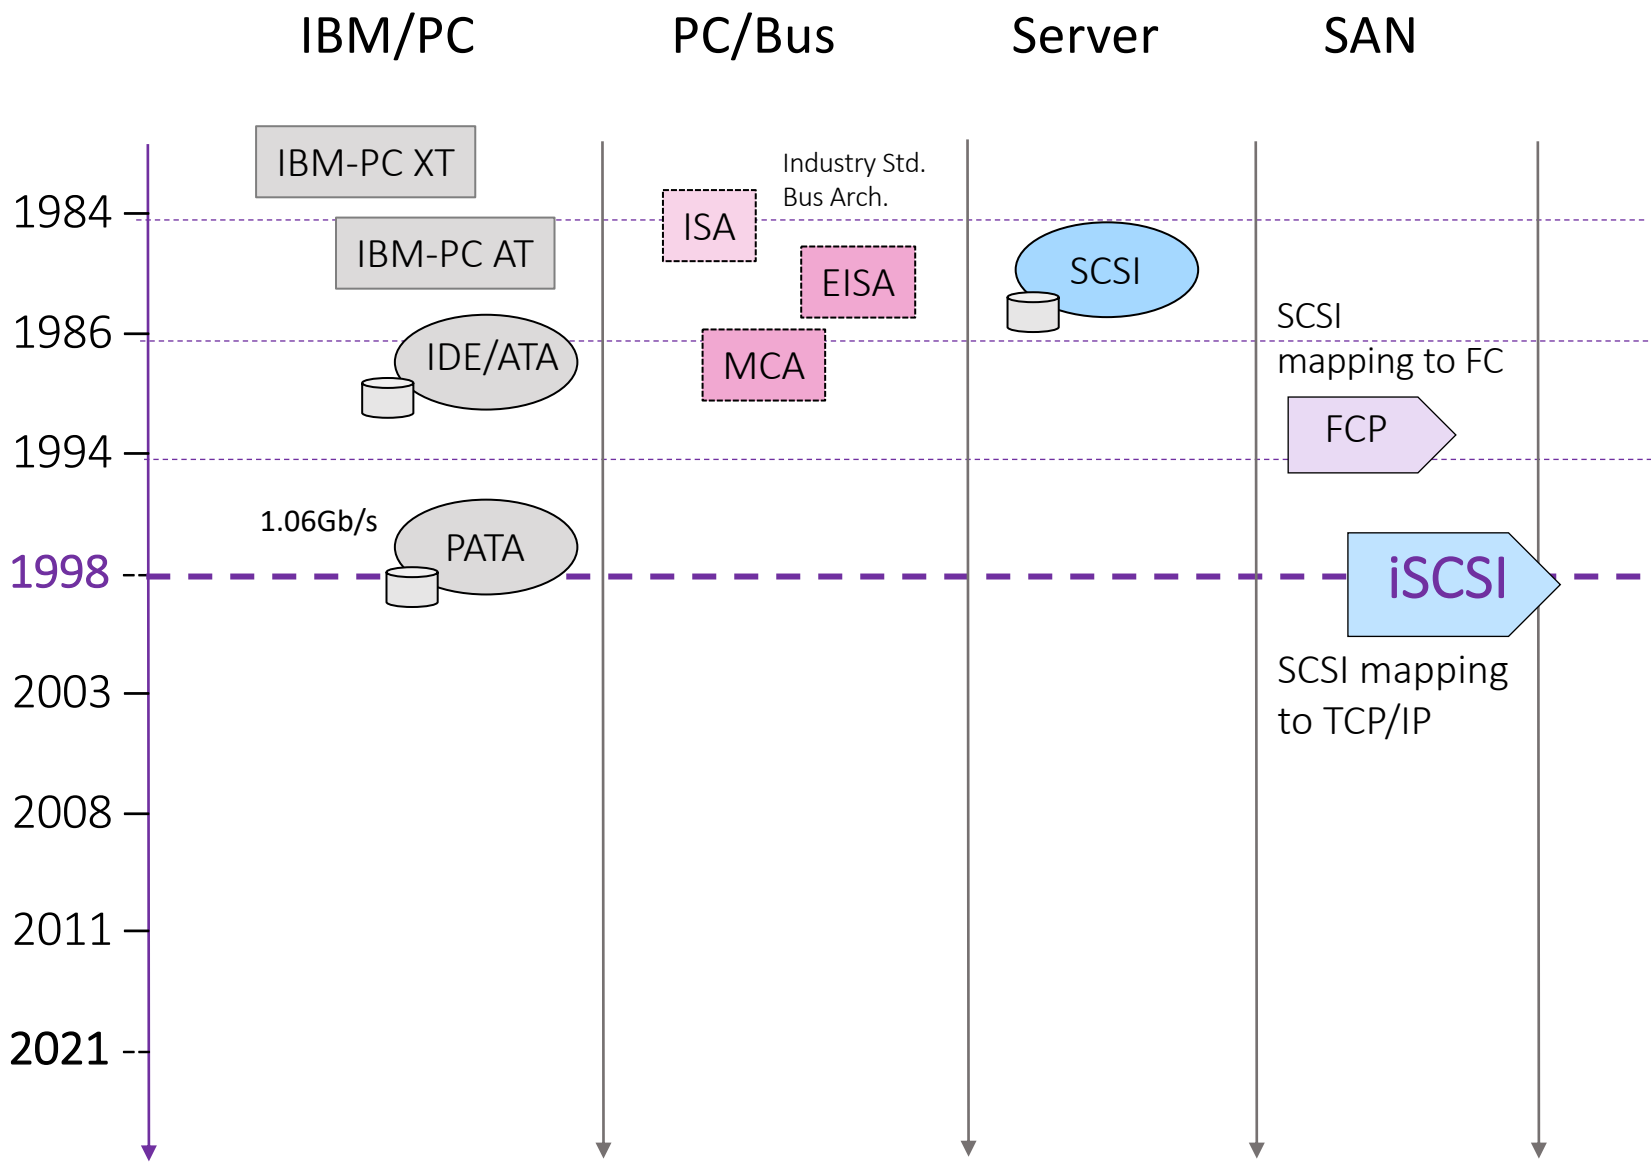 IBM/PC
PC/Bus
Server
SAN
IBM-PC XT
Industry Std.
Bus Arch.
1984
ISA
IBM-PC AT
EISA
SCSI
1986
SCSI
mapping to FC
IDE/ATA
MCA
FCP
1994
1.06Gb/s
PATA
1998
iSCSI
SCSI mapping
to TCP/IP
2003
2008
2011
2021